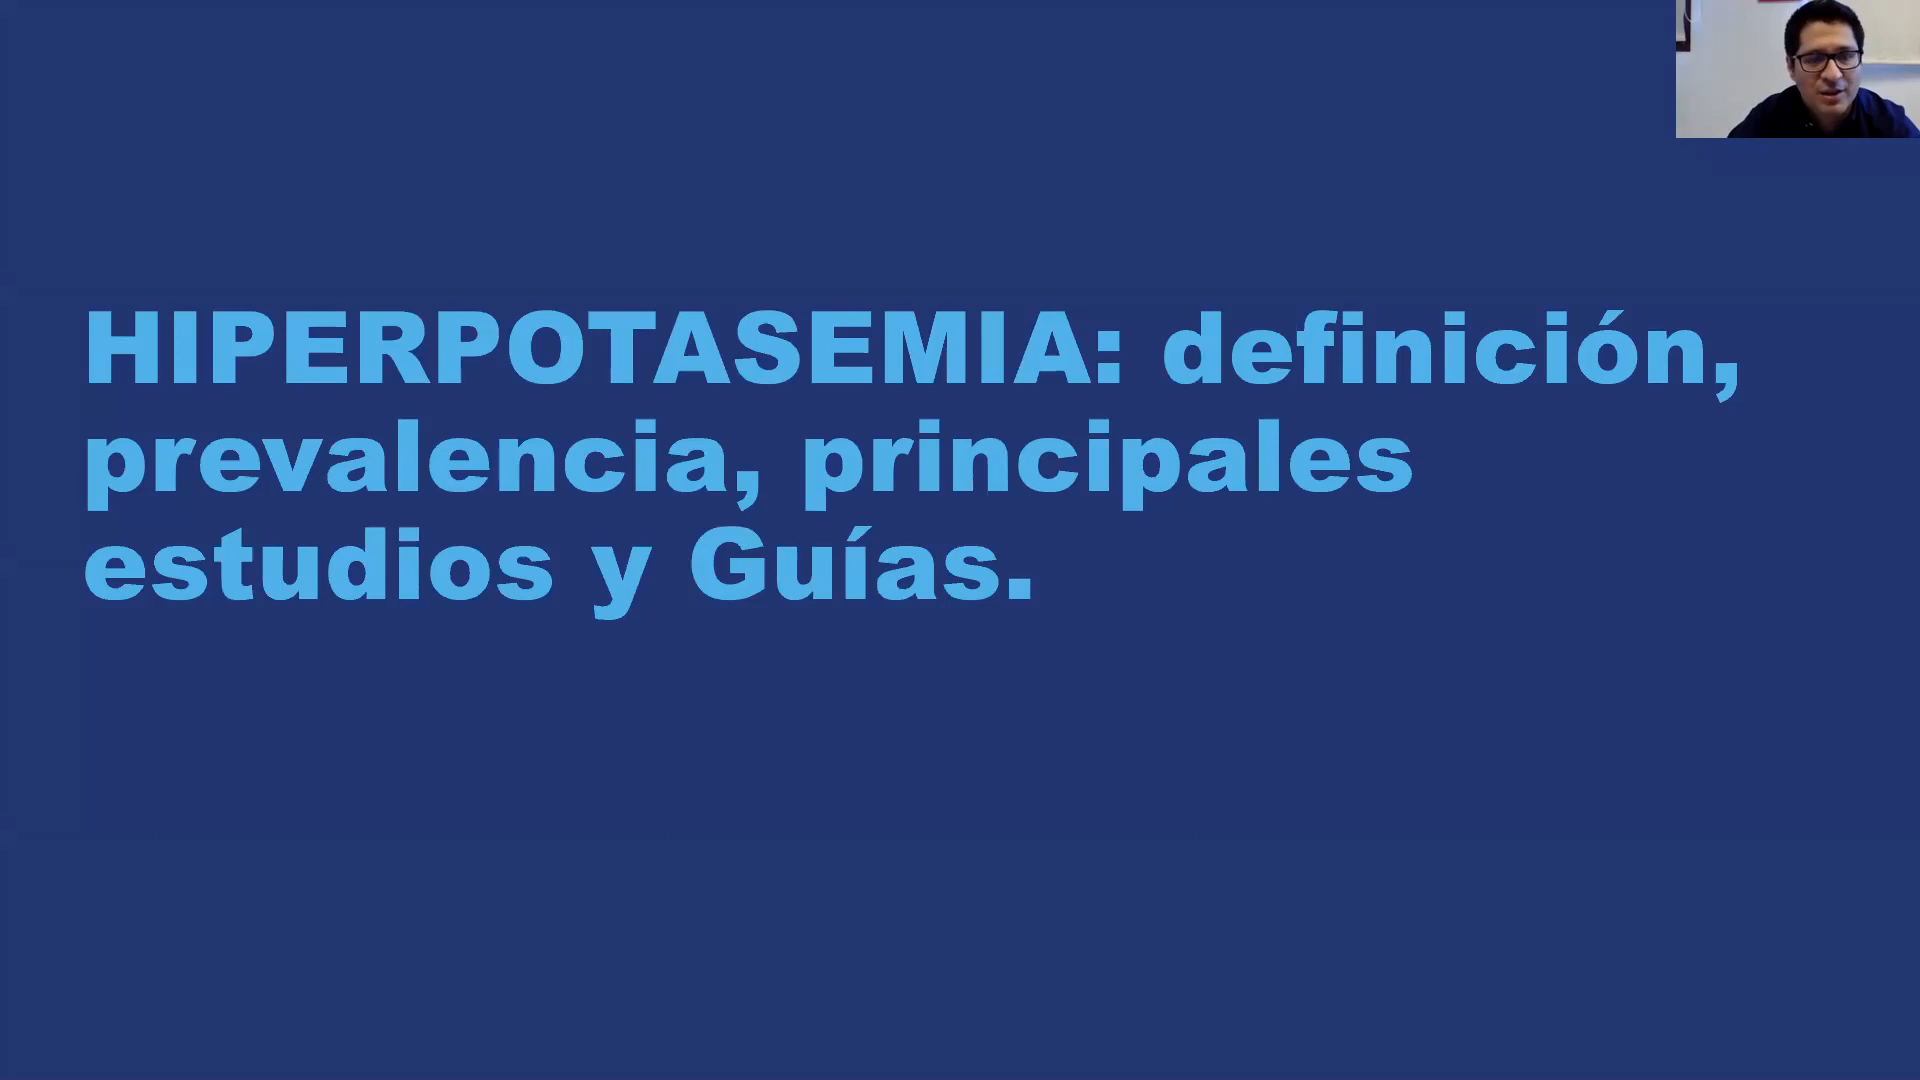 HIPERPOTASEMIA: definición,
prevalencia, principales
estudios y Guías.